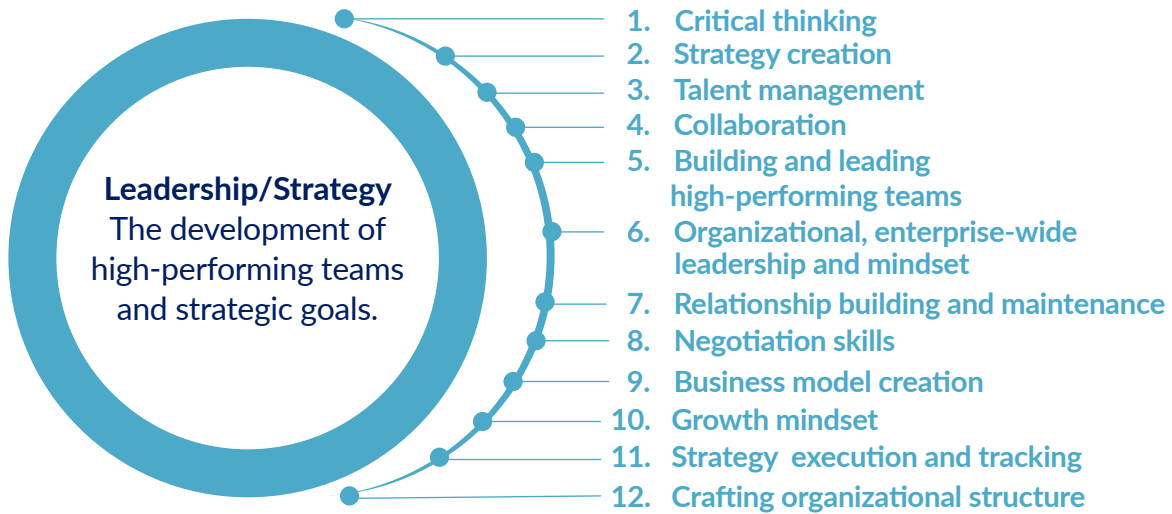 Leadership/Strategy
The development of
high-performing teams
and strategic goals.
1. Critical thinking
2. Strategy creation
3. Talent management
4. Collaboration
5. Building and leading
high-performing teams
6. Organizational, enterprise-wide
leadership and mindset
7. Relationship building and maintenance
8. Negotiation skills
9. Business model creation
10. Growth mindset
11. Strategy execution and tracking
12. Crafting organizational structure